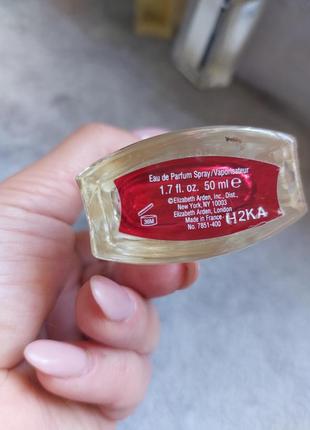 Eau de Parfum Spray/Vaporisateur
1.7 fl. oz. 50 ml ℮
©Elizabeth Arden, Inc., Dist.,
New York, NY 10003
Elizabeth Arden, London
Made in France
No. 7851-400
36M
H2KA